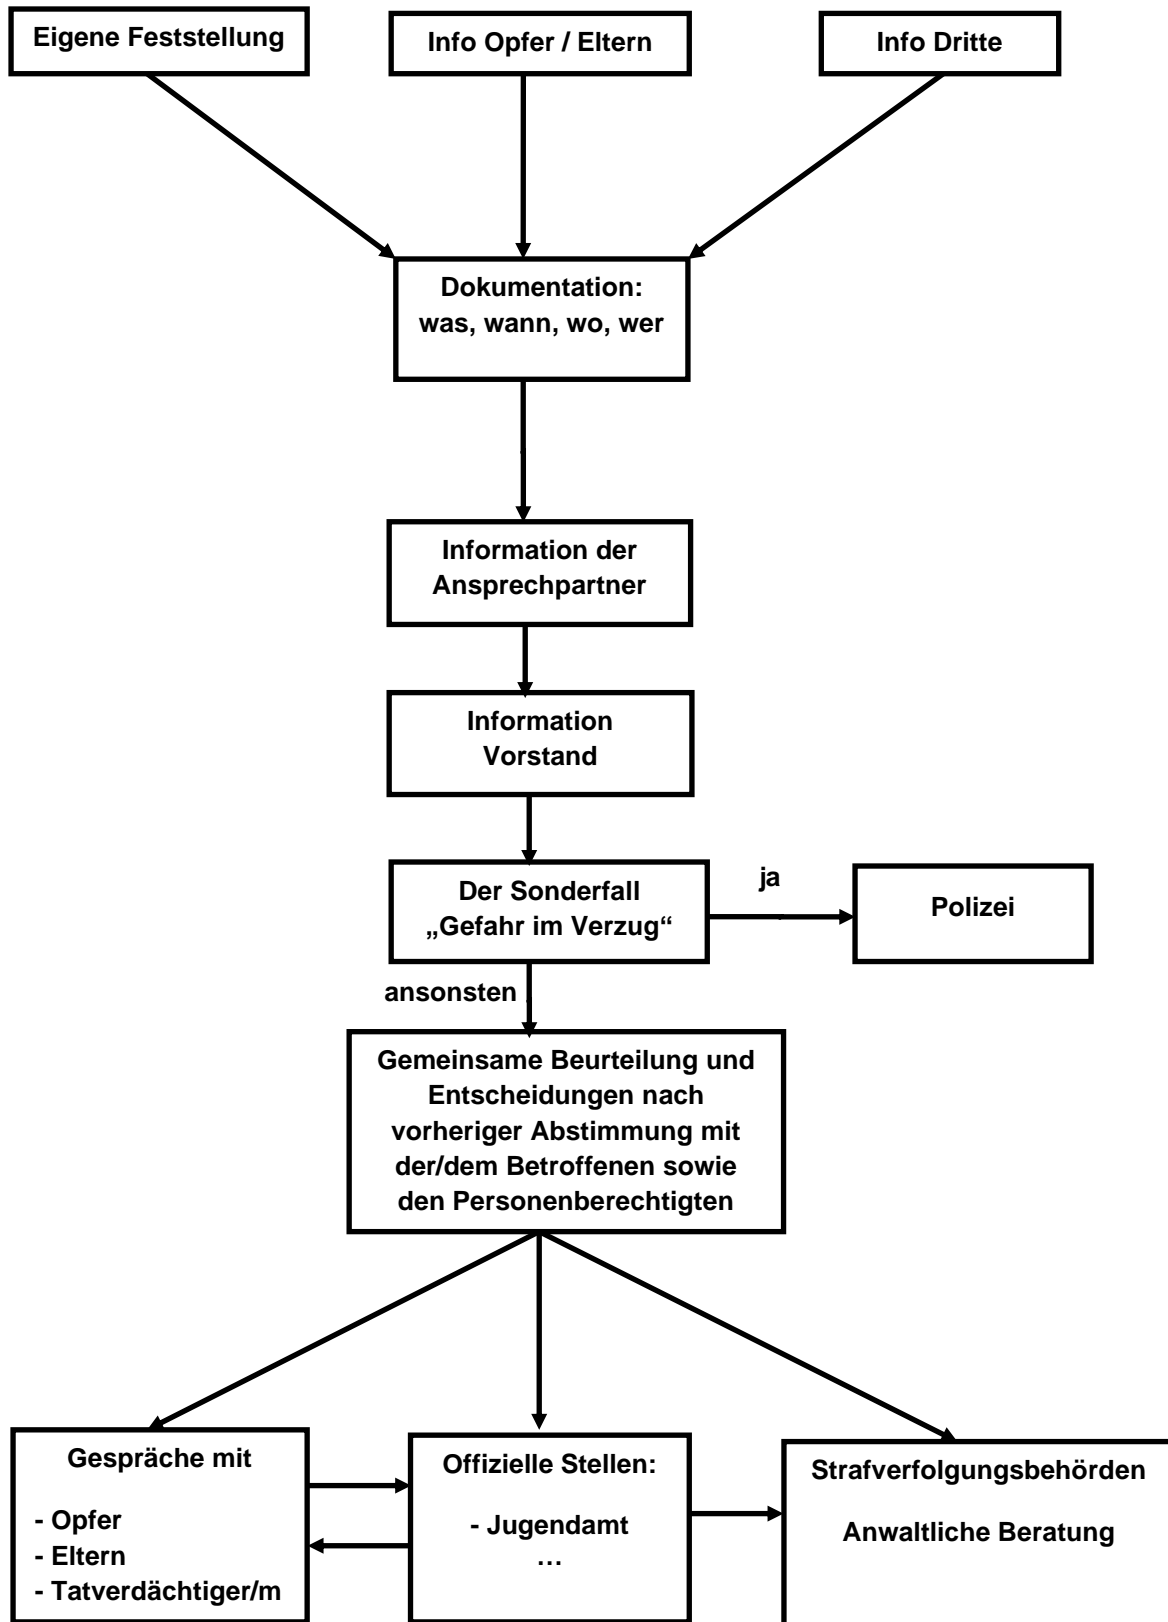 Eigene Feststellung
Info Opfer / Eltern
Info Dritte
Dokumentation:
was, wann, wo, wer
Information der
Ansprechpartner
Information
Vorstand
Der Sonderfall
„Gefahr im Verzug“
ja
Polizei
ansonsten
Gemeinsame Beurteilung und
Entscheidungen nach
vorheriger Abstimmung mit
der/dem Betroffenen sowie
den Personenberechtigten
Gespräche mit
- Opfer
- Eltern
- Tatverdächtiger/m
Offizielle Stellen:
- Jugendamt
...
Strafverfolgungsbehörden
Anwaltliche Beratung